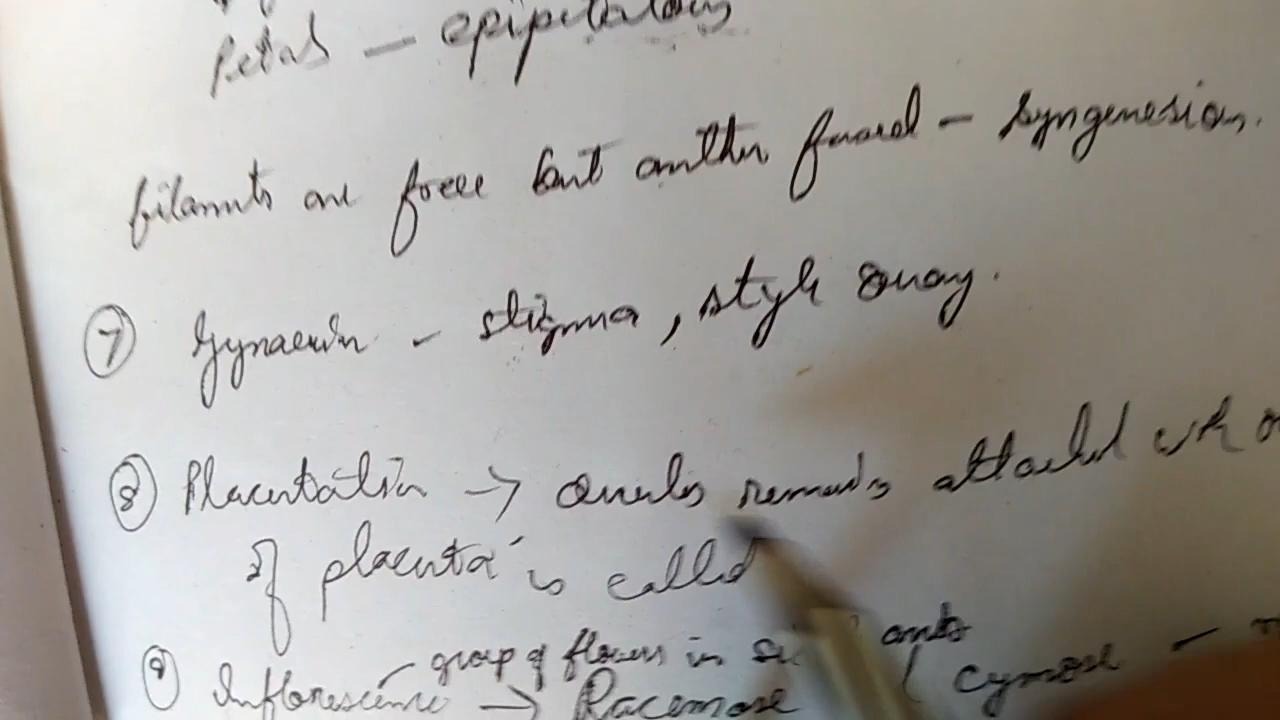 Petals — epipetalous
filaments are free but anther fused - syngenesious.
⑦ Gynaecium - stigma, style ovary.
⑧ Placentation → ovules remains attached with
of placenta is called
- group of flowers in
⑨ Inflorescence → Racemose ( cymose -